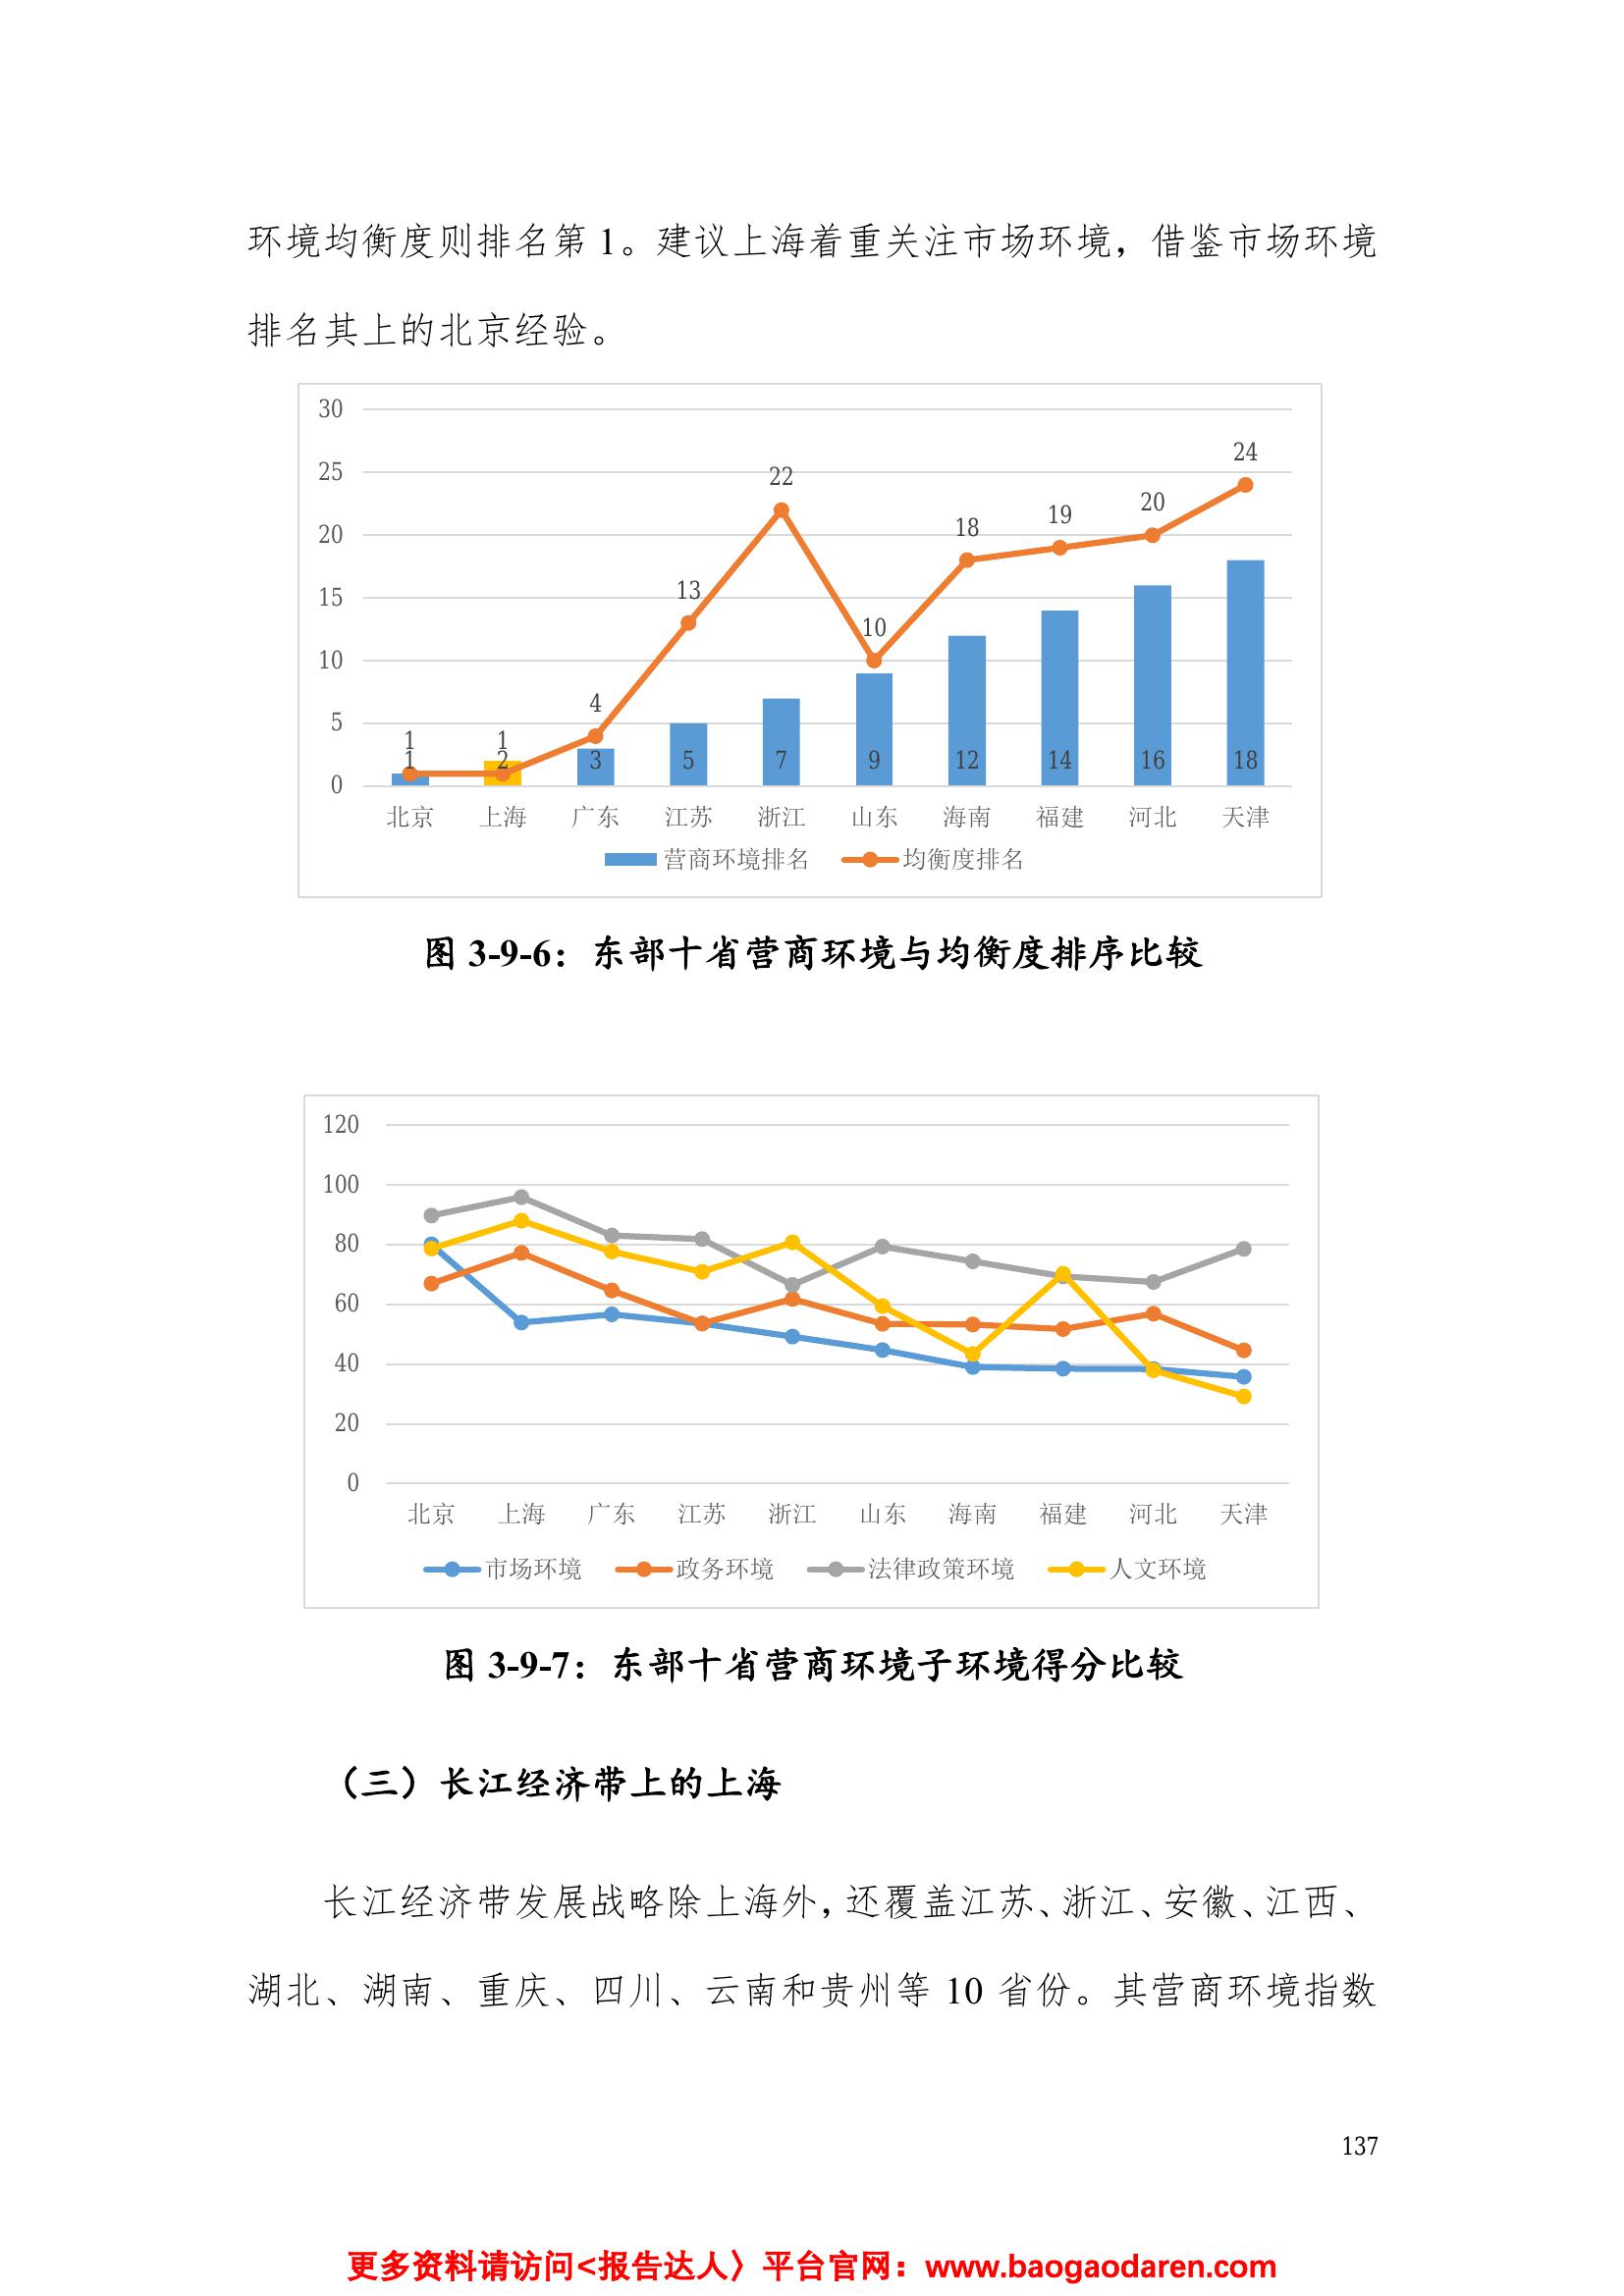 环境均衡度则排名第 1。建议上海着重关注市场环境，借鉴市场环境
排名其上的北京经验。
30
25
20
15
10
5
0
1
1
4
13
22
10
18
19
20
24
1
2
3
5
7
9
12
14
16
18
北京 上海 广东 江苏 浙江 山东 海南 福建 河北 天津
营商环境排名 均衡度排名
图 3-9-6：东部十省营商环境与均衡度排序比较
120
100
80
60
40
20
0
北京 上海 广东 江苏 浙江 山东 海南 福建 河北 天津
市场环境 政务环境 法律政策环境 人文环境
图 3-9-7：东部十省营商环境子环境得分比较
（三）长江经济带上的上海
长江经济带发展战略除上海外，还覆盖江苏、浙江、安徽、江西、
湖北、湖南、重庆、四川、云南和贵州等 10 省份。其营商环境指数
137
更多资料请访问<报告达人〉平台官网：www.baogaodaren.com